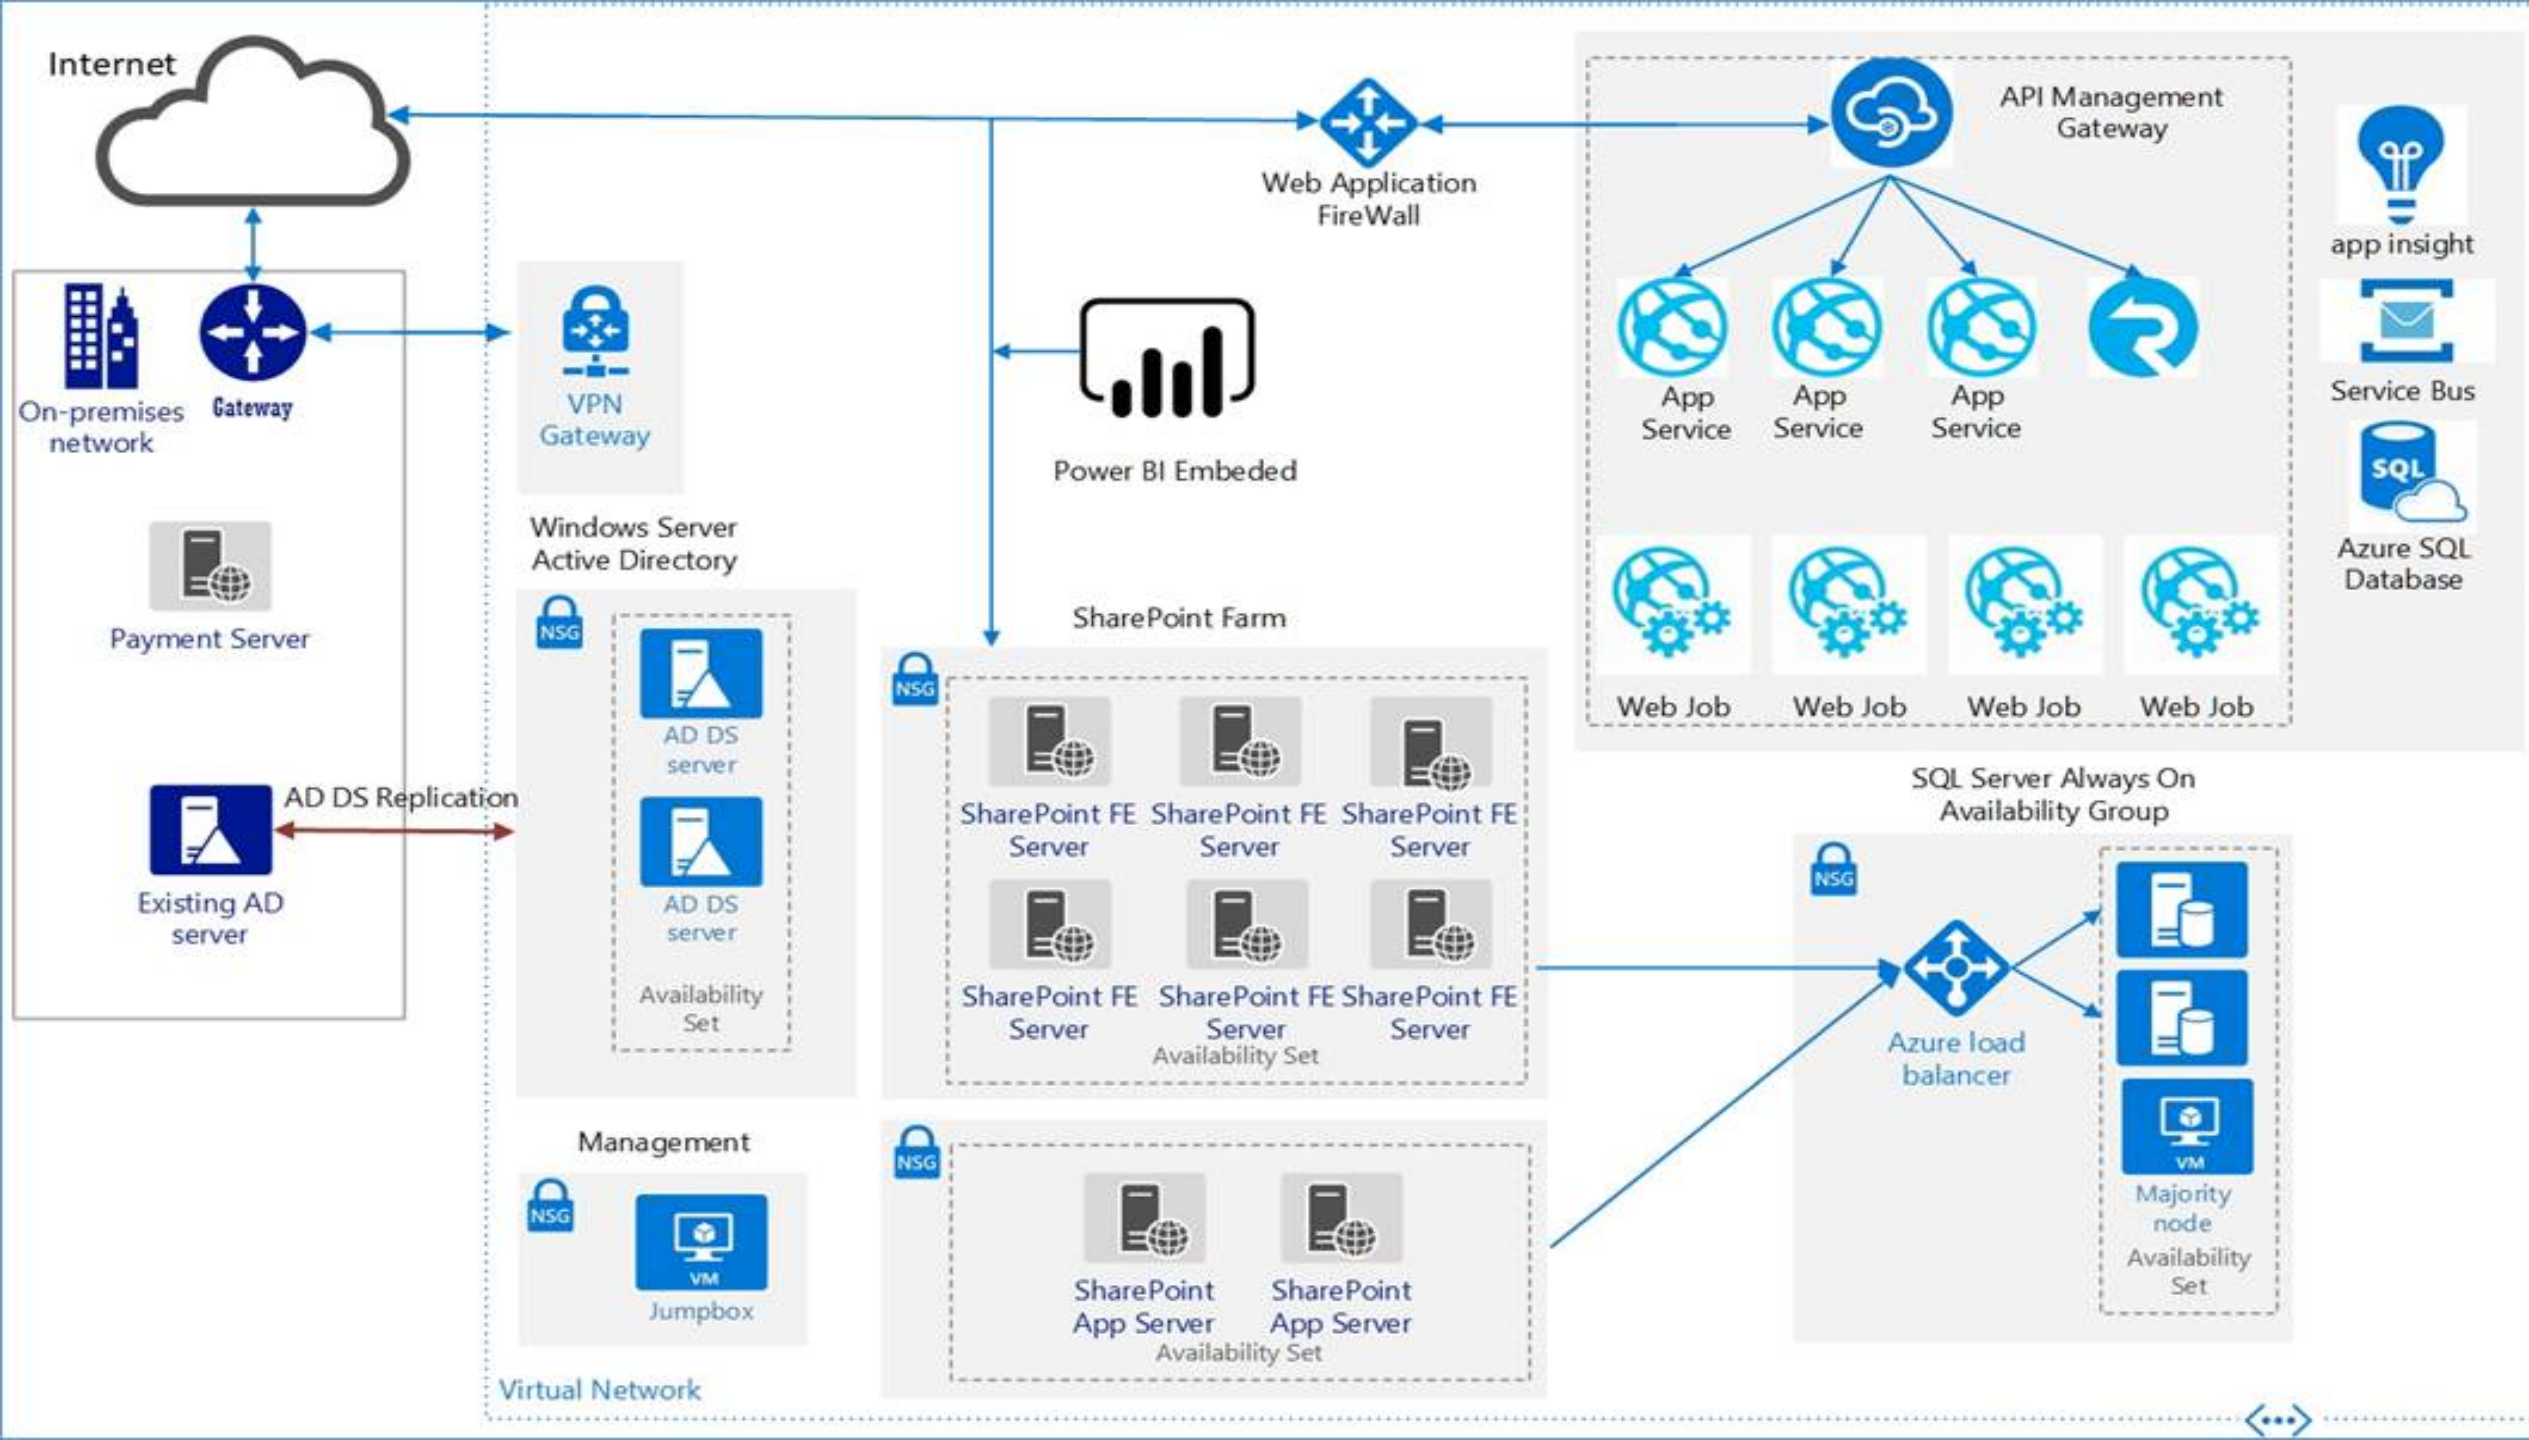 Internet
On-premises
network
Gateway
Payment Server
Existing AD
server
AD DS Replication
VPN
Gateway
Windows Server
Active Directory
NSG
AD DS
server
AD DS
server
Availability
Set
Management
NSG
VM
Jumpbox
Virtual Network
Web Application
FireWall
Power BI Embeded
SharePoint Farm
NSG
SharePoint FE
Server
SharePoint FE
Server
SharePoint FE
Server
SharePoint FE
Server
SharePoint FE
Server
SharePoint FE
Server
Availability Set
NSG
SharePoint
App Server
SharePoint
App Server
Availability Set
API Management
Gateway
App
Service
App
Service
App
Service
Web Job
Web Job
Web Job
Web Job
app insight
Service Bus
SQL
Azure SQL
Database
SQL Server Always On
Availability Group
NSG
Azure load
balancer
VM
Majority
node
Availability
Set